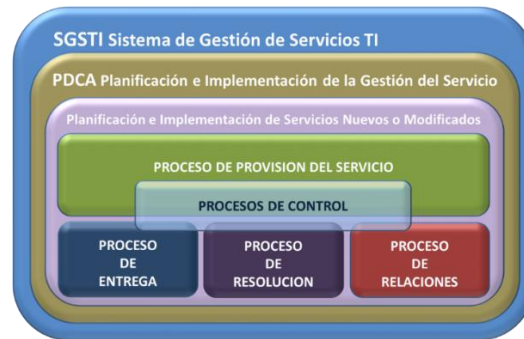 SGSTI Sistema de Gestión de Servicios TI
PDCA Planificación e Implementación de la Gestión del Servicio
Planificación e Implementación de Servicios Nuevos o Modificados
PROCESO DE PROVISION DEL SERVICIO
PROCESOS DE CONTROL
PROCESO
DE
ENTREGA
PROCESO
DE
RESOLUCION
PROCESO
DE
RELACIONES